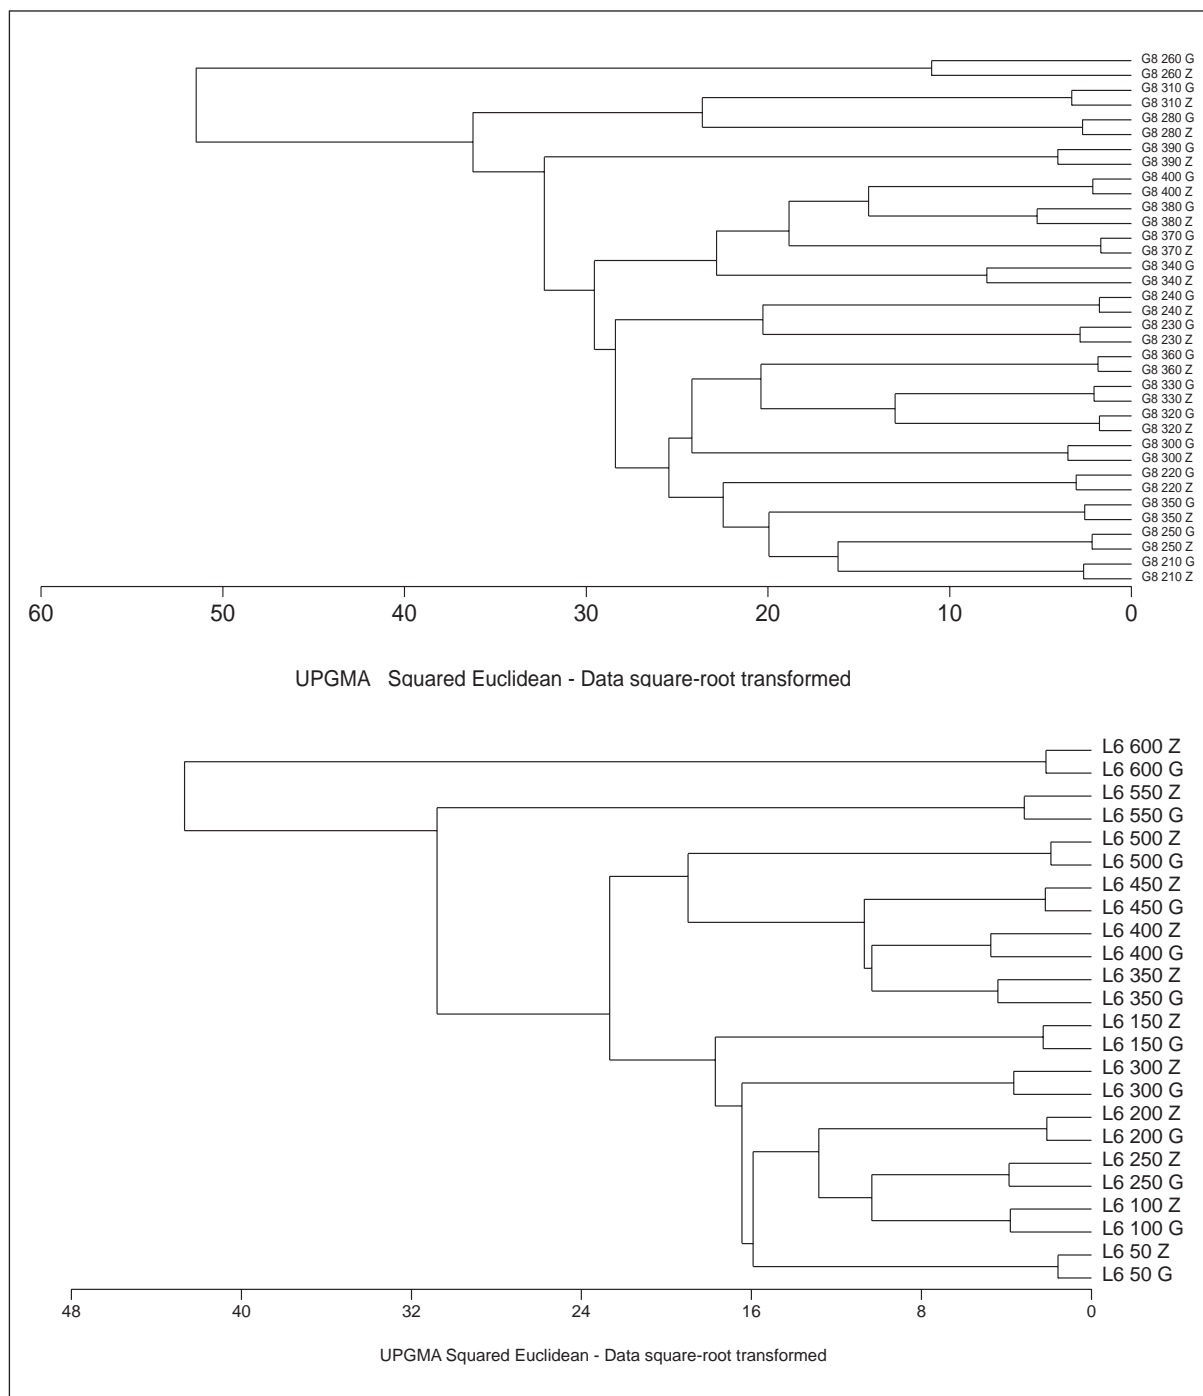 G8 260 G
G8 260 Z
G8 310 G
G8 310 Z
G8 280 G
G8 280 Z
G8 390 G
G8 390 Z
G8 400 G
G8 400 Z
G8 380 G
G8 380 Z
G8 370 G
G8 370 Z
G8 340 G
G8 340 Z
G8 240 G
G8 240 Z
G8 230 G
G8 230 Z
G8 360 G
G8 360 Z
G8 330 G
G8 330 Z
G8 320 G
G8 320 Z
G8 300 G
G8 300 Z
G8 220 G
G8 220 Z
G8 350 G
G8 350 Z
G8 250 G
G8 250 Z
G8 210 G
G8 210 Z
60 50 40 30 20 10 0
UPGMA Squared Euclidean - Data square-root transformed
L6 600 Z
L6 600 G
L6 550 Z
L6 550 G
L6 500 Z
L6 500 G
L6 450 Z
L6 450 G
L6 400 Z
L6 400 G
L6 350 Z
L6 350 G
L6 150 Z
L6 150 G
L6 300 Z
L6 300 G
L6 200 Z
L6 200 G
L6 250 Z
L6 250 G
L6 100 Z
L6 100 G
L6 50 Z
L6 50 G
48 40 32 24 16 8 0
UPGMA Squared Euclidean - Data square-root transformed